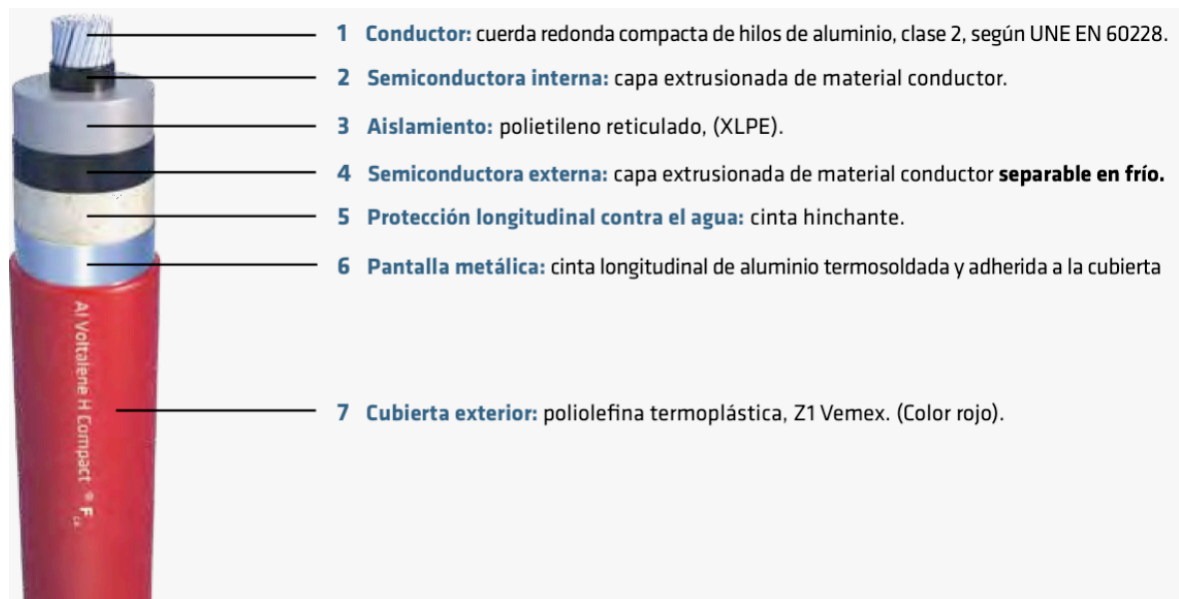 1 Conductor: cuerda redonda compacta de hilos de aluminio, clase 2, según UNE EN 60228.
2 Semiconductora interna: capa extrusionada de material conductor.
3 Aislamiento: polietileno reticulado, (XLPE).
4 Semiconductora externa: capa extrusionada de material conductor separable en frío.
5 Protección longitudinal contra el agua: cinta hinchante.
6 Pantalla metálica: cinta longitudinal de aluminio termosoldada y adherida a la cubierta
7 Cubierta exterior: poliolefina termoplástica, Z1 Vemex. (Color rojo).
Al Voltalene H Compact ® F